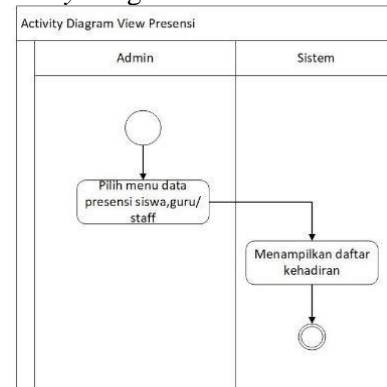 Activity Diagram View Presensi
Admin
Sistem
Pilih menu data
presensi siswa,guru/
staff
Menampilkan daftar
kehadiran